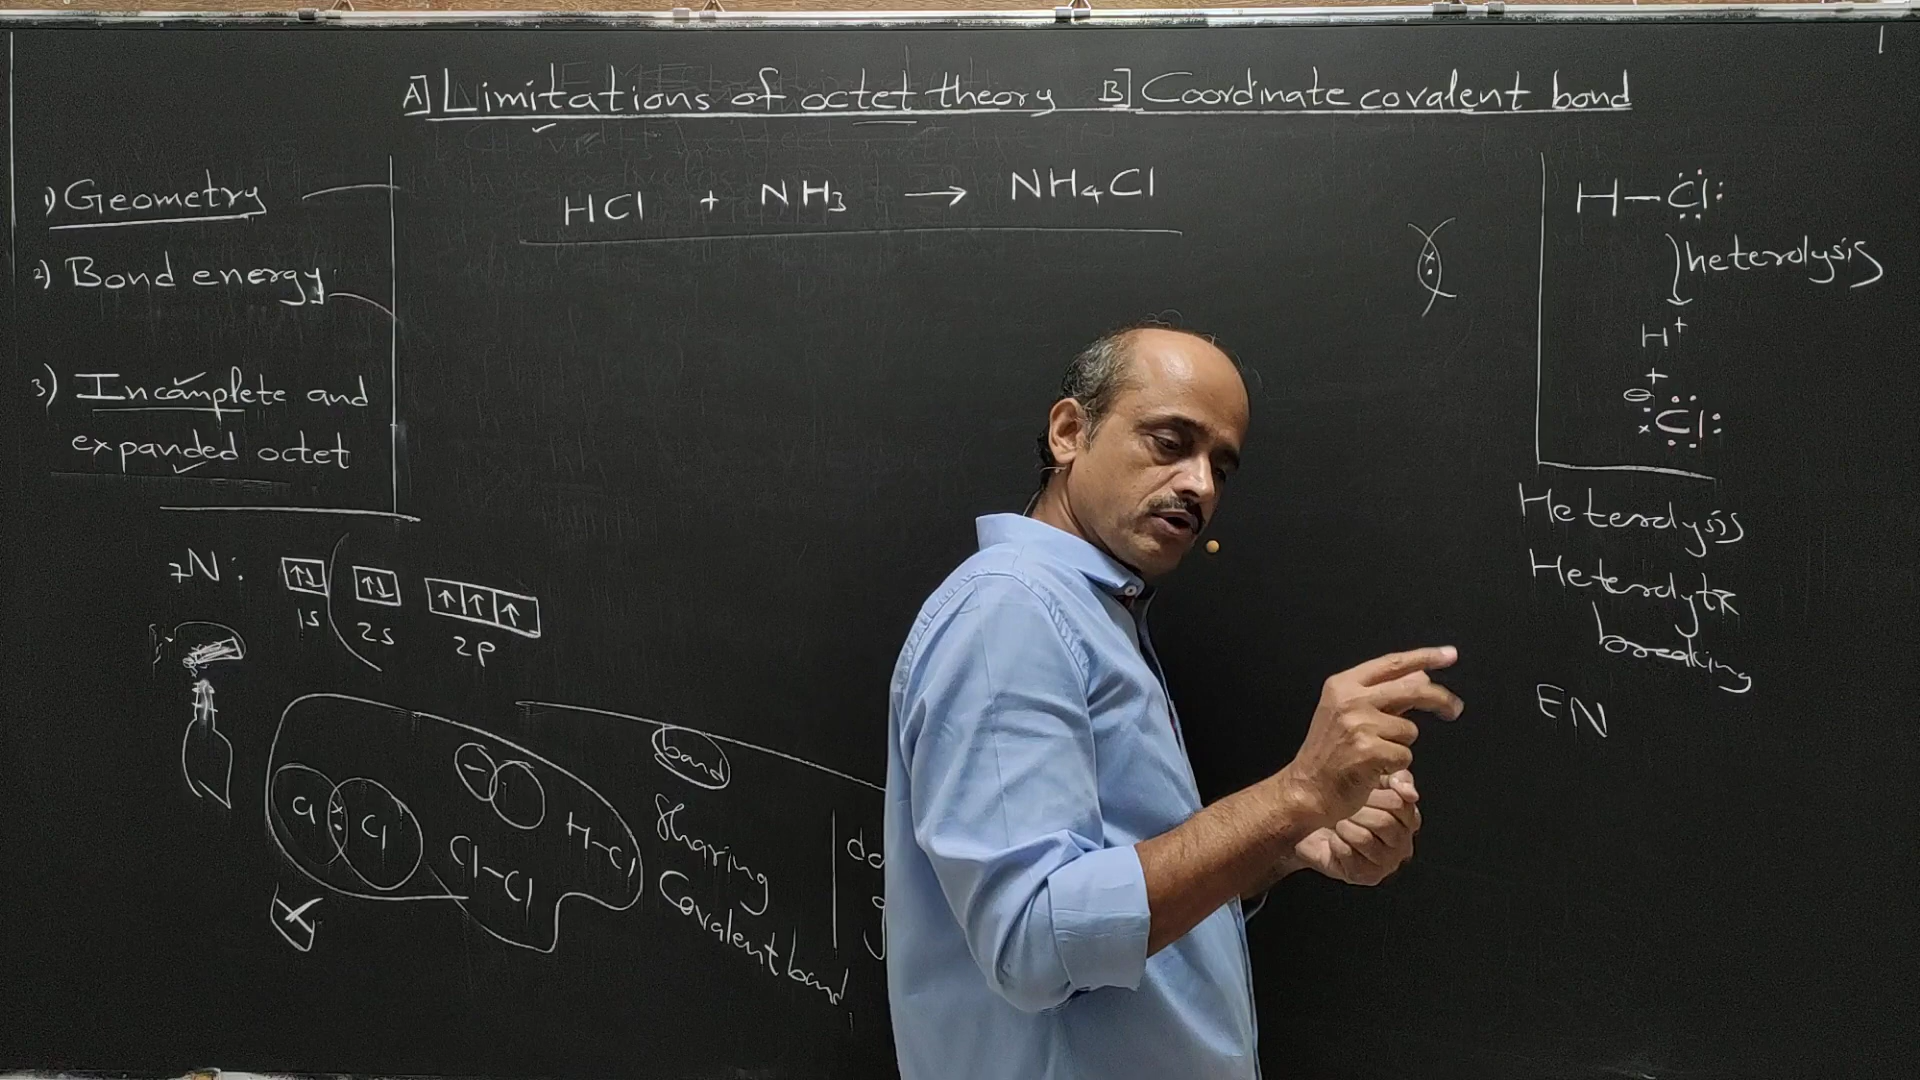 A] Limitations of octet theory B] Coordinate covalent bond
1) Geometry
2) Bond energy
3) Incomplete and
expanded octet
HCl + NH₃ → NH₄Cl
H–Cl
heterolysis
H⁺
+
⊖
Cl
Heterolysis
Heterolytic
breaking
EN
₇N:
↑↓ ↑↓ ↑ ↑ ↑
1s 2s 2p
Cl Cl
Cl–Cl
H–Cl
bond
Sharing
Covalent bond
do